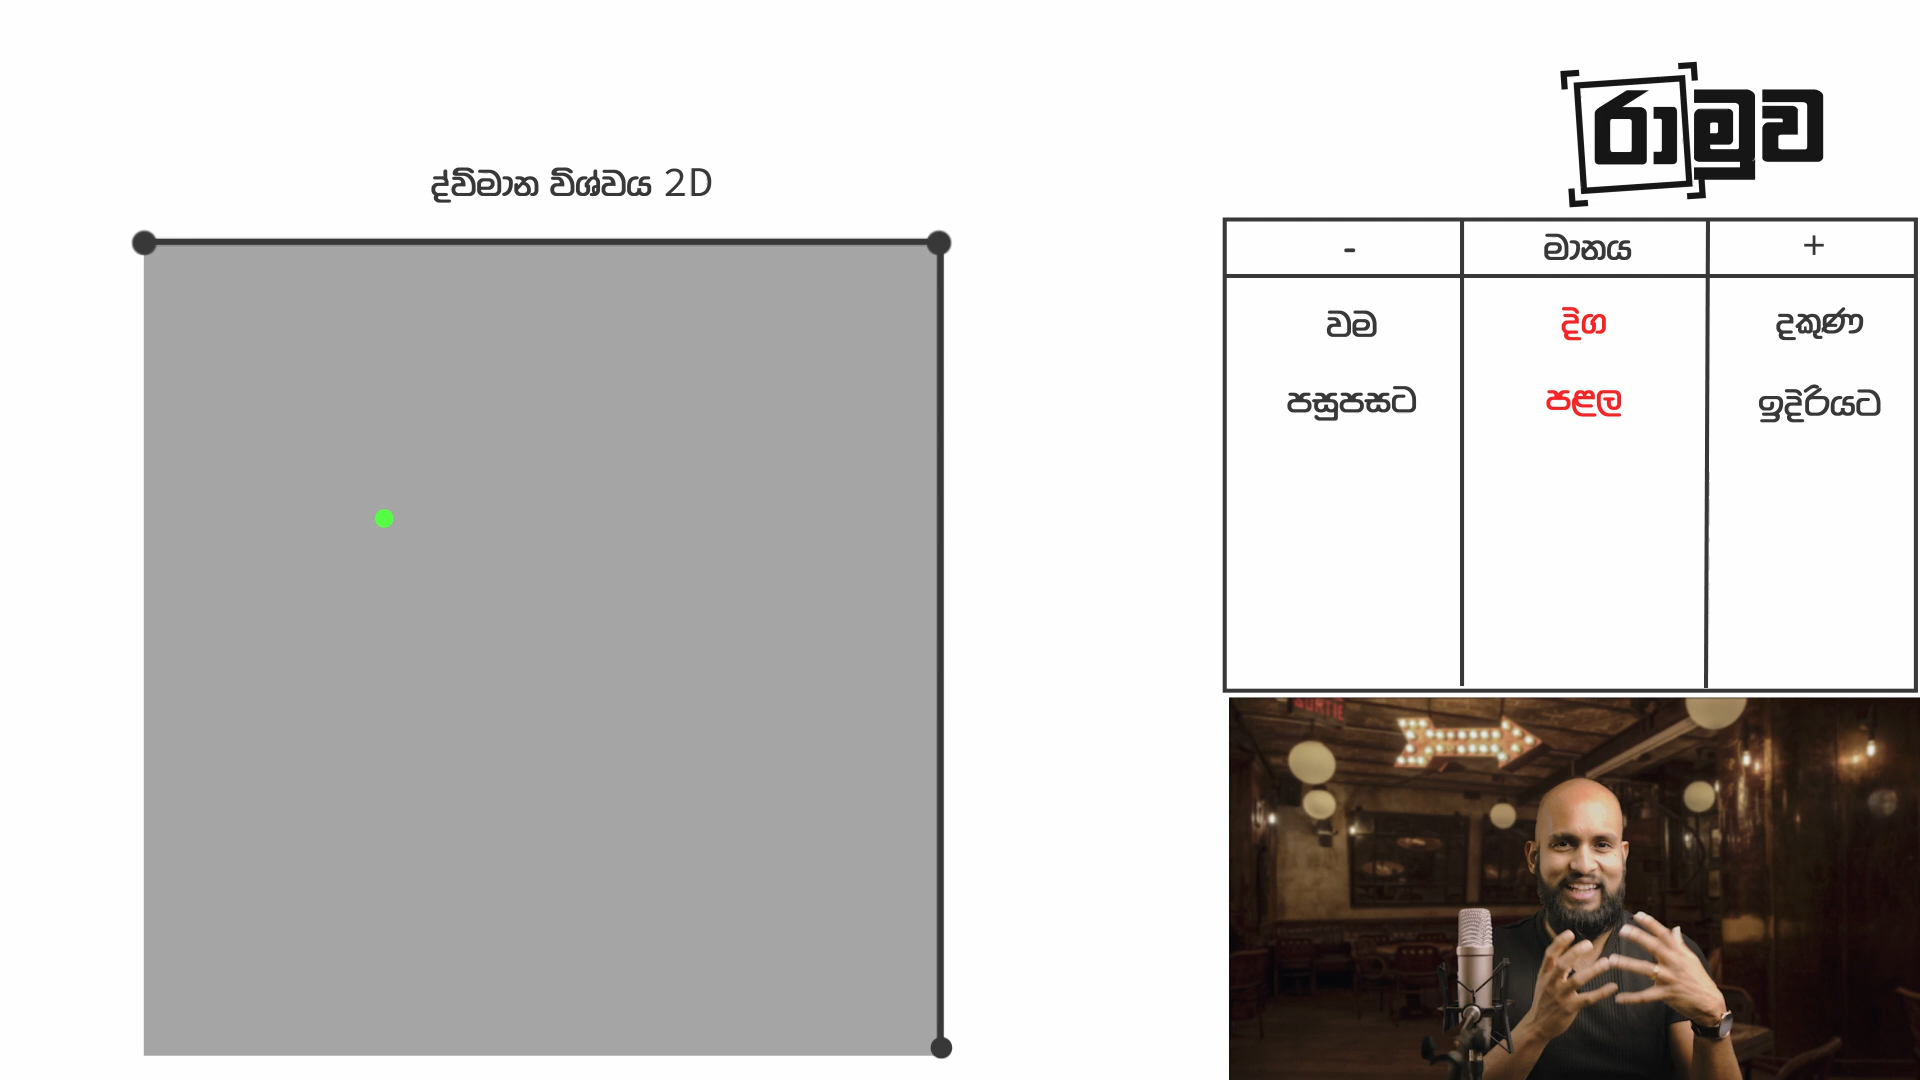 රාමුව
ද්විමාන විශ්වය 2D
- මානය +
වම දිග දකුණ
පසුපසට පළල ඉදිරියට